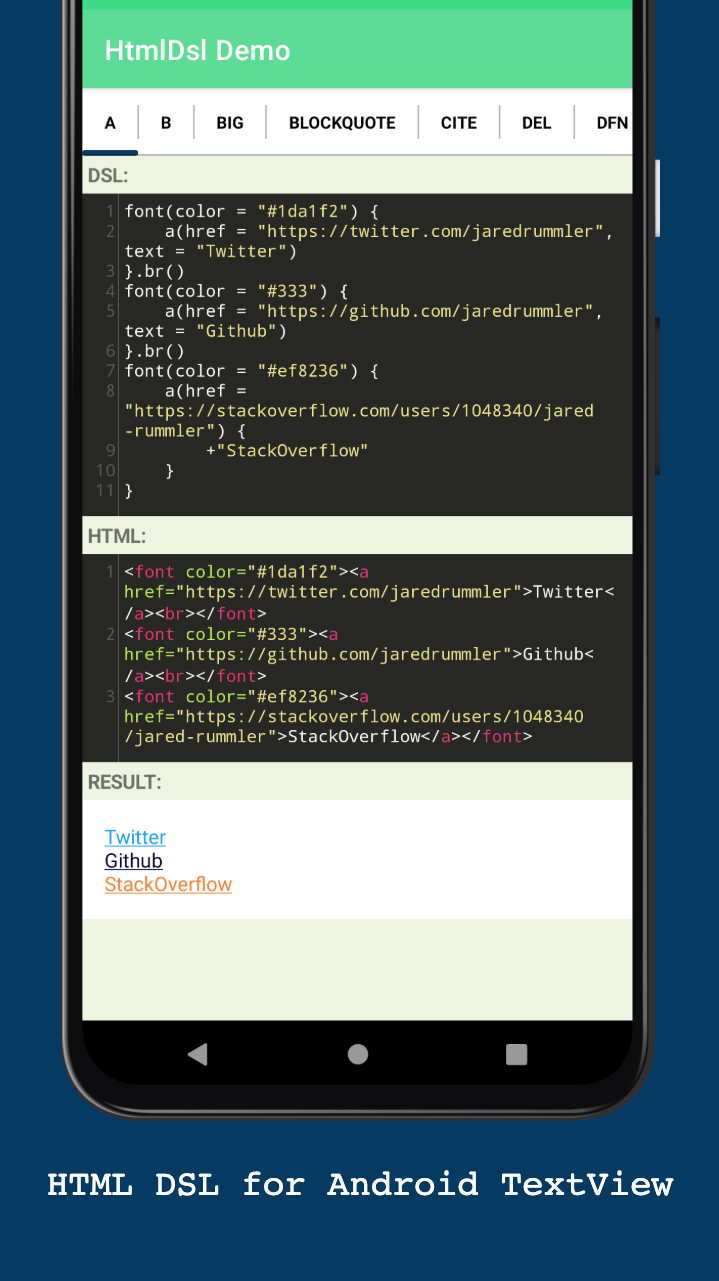 HtmlDsl Demo
A B BIG BLOCKQUOTE CITE DEL DFN
DSL:
1 font(color = "#1da1f2") {
2     a(href = "https://twitter.com/jaredrummler",
text = "Twitter")
3 }.br()
4 font(color = "#333") {
5     a(href = "https://github.com/jaredrummler",
text = "Github")
6 }.br()
7 font(color = "#ef8236") {
8     a(href =
"https://stackoverflow.com/users/1048340/jared
-rummler") {
9         +"StackOverflow"
10     }
11 }
HTML:
1 <font color="#1da1f2"><a
href="https://twitter.com/jaredrummler">Twitter<
/a><br></font>
2 <font color="#333"><a
href="https://github.com/jaredrummler">Github<
/a><br></font>
3 <font color="#ef8236"><a
href="https://stackoverflow.com/users/1048340
/jared-rummler">StackOverflow</a></font>
RESULT:
Twitter
Github
StackOverflow
HTML DSL for Android TextView